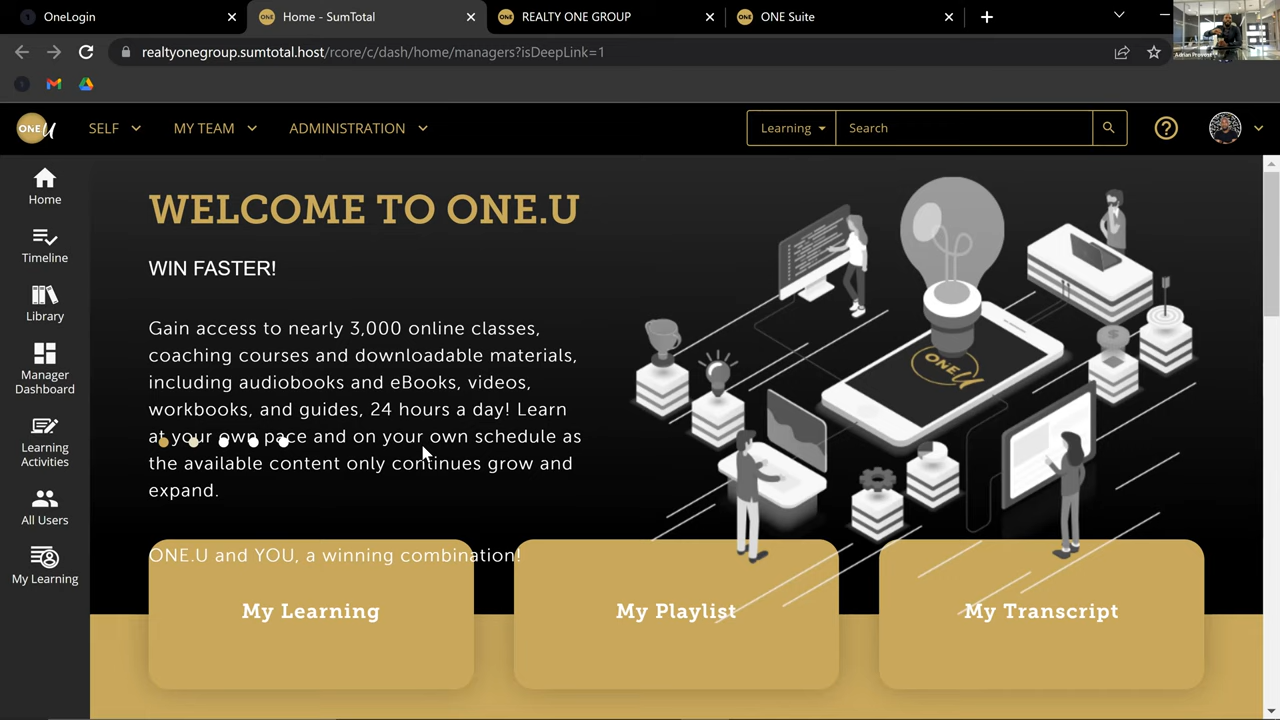 OneLogin
Home - SumTotal
REALTY ONE GROUP
ONE Suite
realtyonegroup.sumtotal.host/rcore/c/dash/home/managers?isDeepLink=1
Adrian Provost
ONE U
SELF
MY TEAM
ADMINISTRATION
Learning
Search
Home
Timeline
Library
Manager
Dashboard
Learning
Activities
All Users
My Learning
WELCOME TO ONE.U
WIN FASTER!
Gain access to nearly 3,000 online classes,
coaching courses and downloadable materials,
including audiobooks and eBooks, videos,
workbooks, and guides, 24 hours a day! Learn
at your own pace and on your own schedule as
the available content only continues grow and
expand.
ONE.U and YOU, a winning combination!
ONE U
My Learning
My Playlist
My Transcript